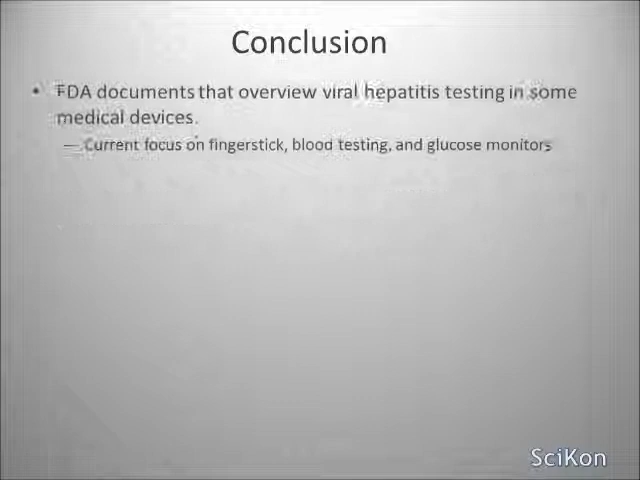 Conclusion
• FDA documents that overview viral hepatitis testing in some
medical devices.
— Current focus on fingerstick, blood testing, and glucose monitors
SciKon